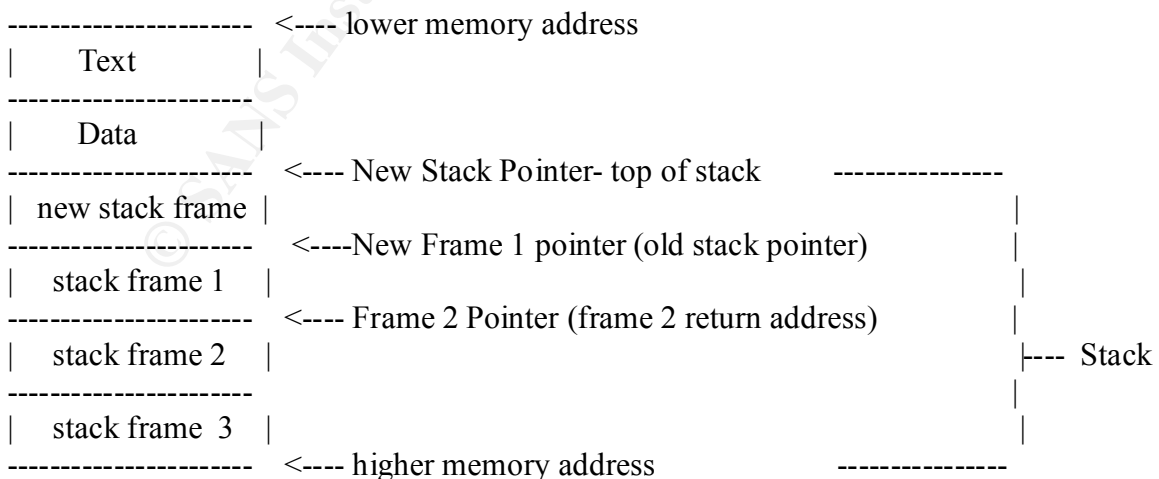 ----------------------- <---- lower memory address
| Text |
-----------------------
| Data |
----------------------- <---- New Stack Pointer- top of stack ----------------
| new stack frame | |
----------------------- <----New Frame 1 pointer (old stack pointer) |
| stack frame 1 | |
----------------------- <---- Frame 2 Pointer (frame 2 return address) |
| stack frame 2 | |---- Stack
----------------------- |
| stack frame 3 | |
----------------------- <---- higher memory address ----------------
© SANS Ins